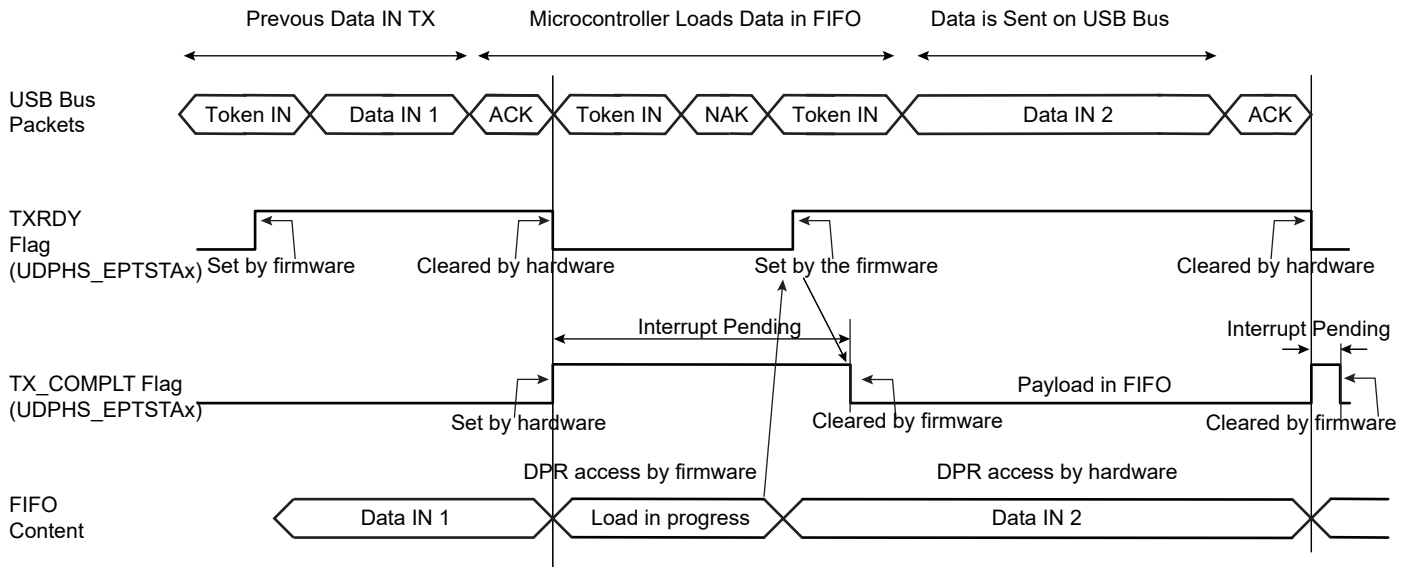 Prevous Data IN TX
Microcontroller Loads Data in FIFO
Data is Sent on USB Bus
USB Bus
Packets
Token IN
Data IN 1
ACK
Token IN
NAK
Token IN
Data IN 2
ACK
TXRDY
Flag
(UDPHS_EPTSTAx)
Set by firmware
Cleared by hardware
Set by the firmware
Cleared by hardware
Interrupt Pending
Interrupt Pending
TX_COMPLT Flag
(UDPHS_EPTSTAx)
Payload in FIFO
Set by hardware
Cleared by firmware
Cleared by firmware
DPR access by firmware
DPR access by hardware
FIFO
Content
Data IN 1
Load in progress
Data IN 2